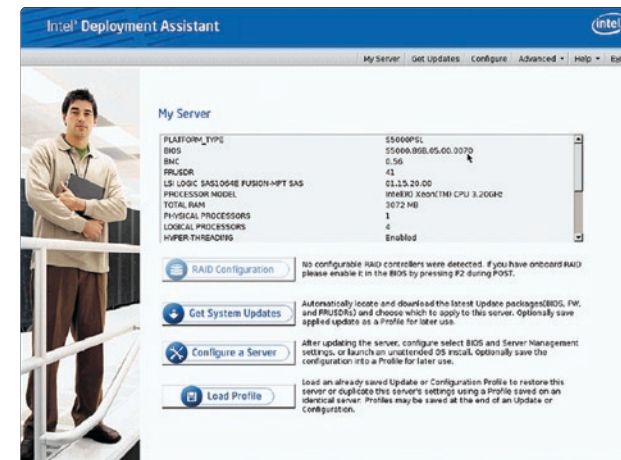 Intel® Deployment Assistant
intel
My Server Get Updates Configure Advanced Help
My Server
PLATFORM_TYPE S5000PSL
BIOS S5000.86B.05.00.0070
BMC 0.56
FRUSDR 41
LSI LOGIC SAS1064E FUSION-MPT SAS 01.15.20.00
PROCESSOR MODEL Intel(R) Xeon(TM) CPU 3.20GHz
TOTAL RAM 3072 MB
PHYSICAL PROCESSORS 1
LOGICAL PROCESSORS 4
HYPER-THREADING Enabled
RAID Configuration
No configurable RAID controllers were detected. If you have onboard RAID
please enable it in the BIOS by pressing F2 during POST.
Get System Updates
Automatically locate and download the latest Update packages(BIOS, FW,
and FRUSDRs) and choose which to apply to this server. Optionally save
applied update as a Profile for later use.
Configure a Server
After updating the server, configure select BIOS and Server Management
settings, or launch an unattended OS install. Optionally save the
configuration into a Profile for later use.
Load Profile
Load an already saved Update or Configuration Profile to restore this
server or duplicate this server's settings using a Profile saved on an
identical server. Profiles may be saved at the end of an Update or
Configuration.